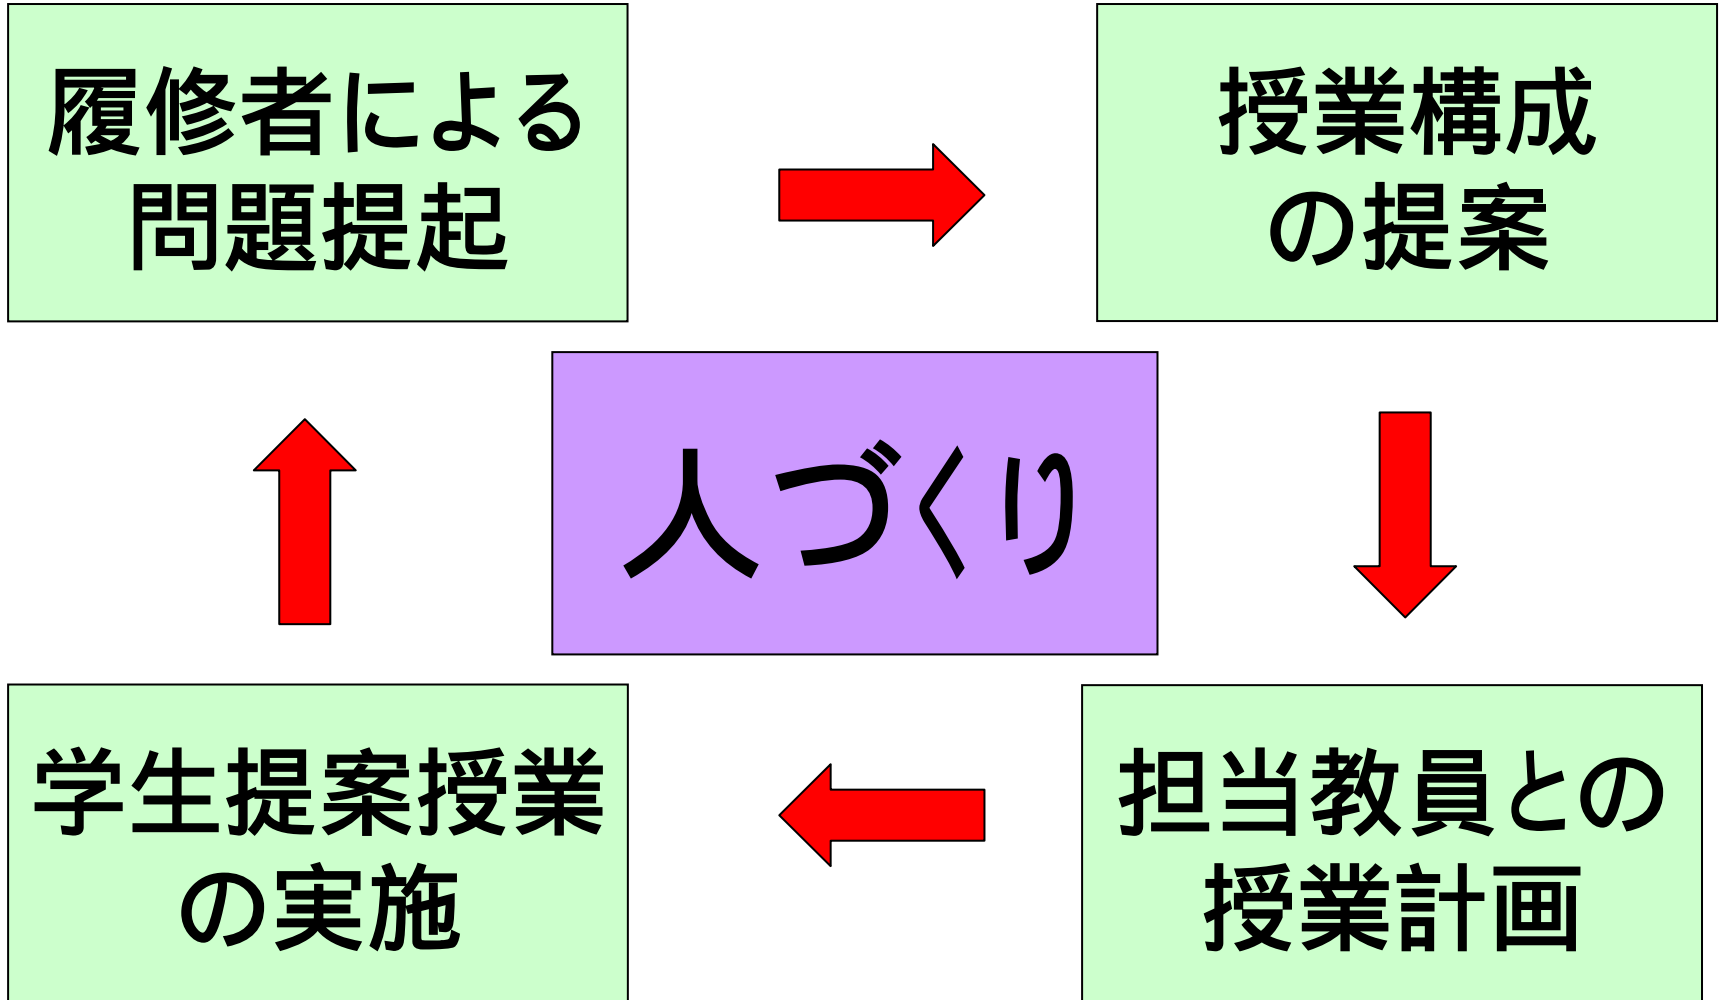 履修者による
問題提起
授業構成
の提案
人づくり
学生提案授業
の実施
担当教員との
授業計画